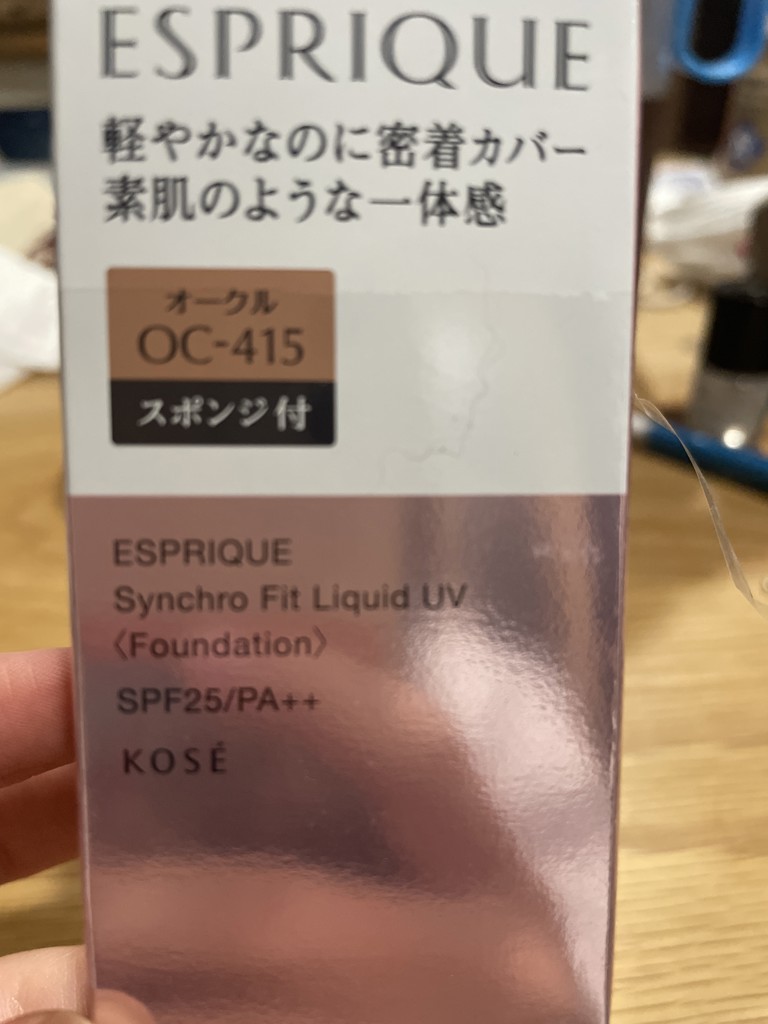 ESPRIQUE
軽やかなのに密着カバー
素肌のような一体感
オークル
OC-415
スポンジ付
ESPRIQUE
Synchro Fit Liquid UV
〈Foundation〉
SPF25/PA++
KOSÉ